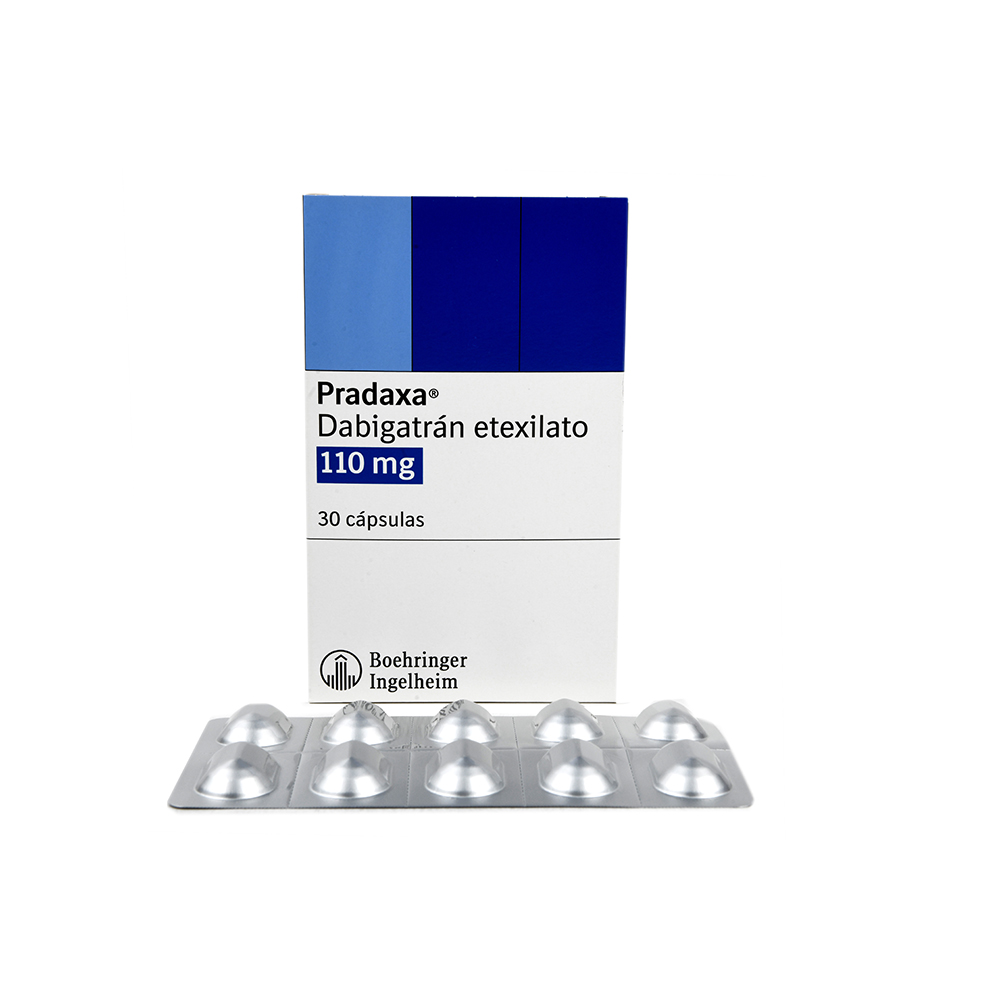 Pradaxa®
Dabigatrán etexilato
110 mg
30 cápsulas
Boehringer
Ingelheim